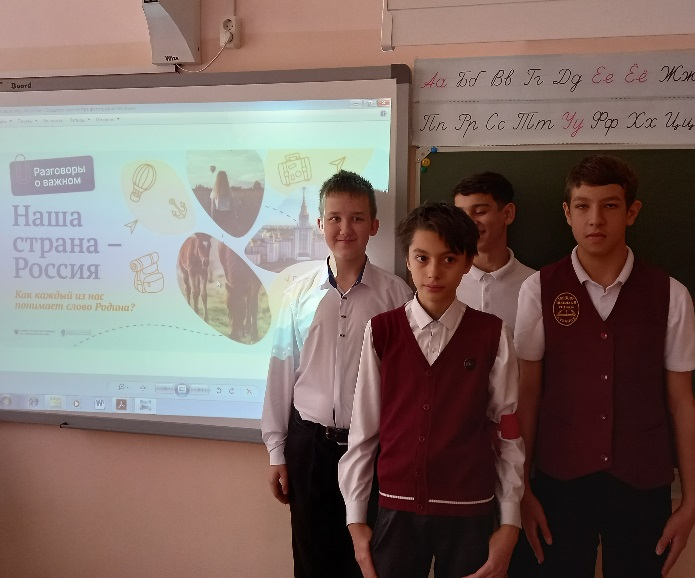 Board
Разговоры
о важном
Наша
страна –
Россия
Как каждый из нас
понимает слово Родина?
Аа Бб Вв Гг Дд Ее Ёё Жж
Пп Рр Сс Тт Уу Фф Хх Цц